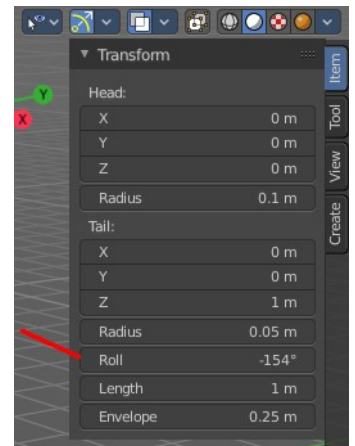 Transform
Head:
X 0 m
Y 0 m
Z 0 m
Radius 0.1 m
Tail:
X 0 m
Y 0 m
Z 1 m
Radius 0.05 m
Roll -154°
Length 1 m
Envelope 0.25 m
Item
Tool
View
Create
Y
X